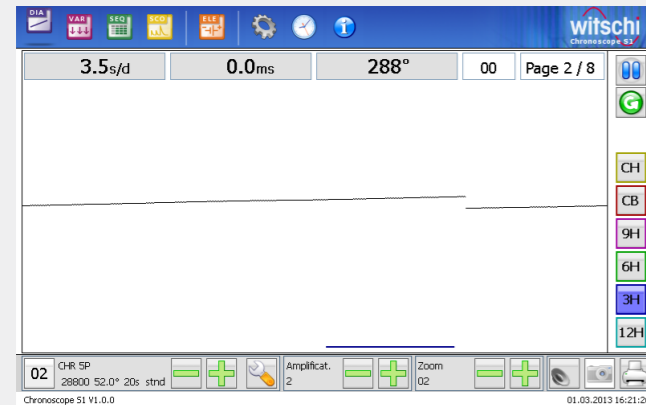 DIA
VAR
SEQ
SCO
ELE
witschi
Chronoscope S1
3.5s/d
0.0ms
288°
00
Page 2 / 8
CH
CB
9H
6H
3H
12H
02
CHR 5P
28800 52.0° 20s stnd
Amplificat.
2
Zoom
02
Chronoscope S1 V1.0.0
01.03.2013 16:21:20